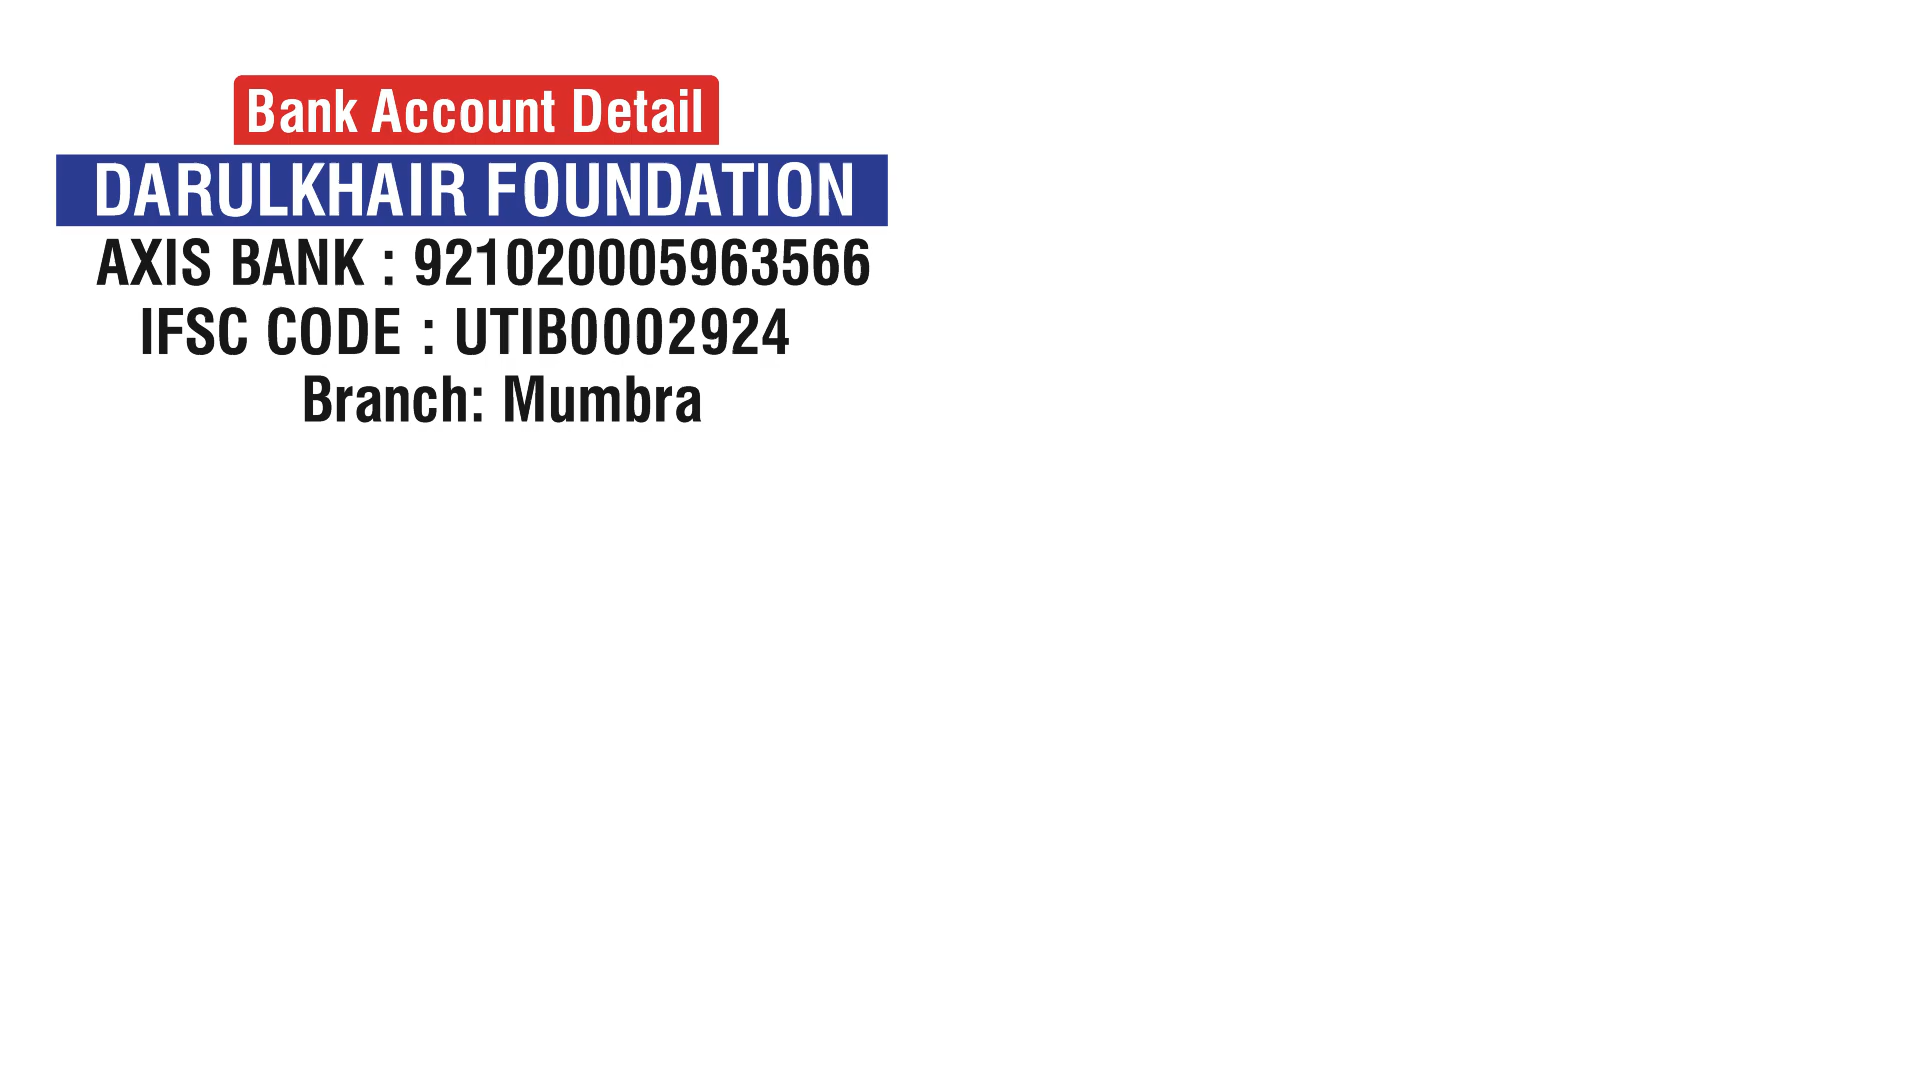 Bank Account Detail
DARULKHAIR FOUNDATION
AXIS BANK : 921020005963566
IFSC CODE : UTIB0002924
Branch: Mumbra